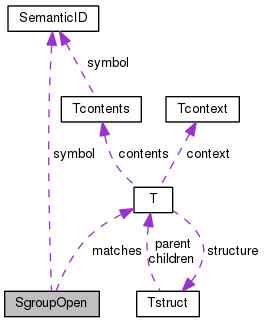 SemanticID
symbol
Tcontents
Tcontext
symbol
contents
context
T
matches
parent
children
structure
SgroupOpen
Tstruct